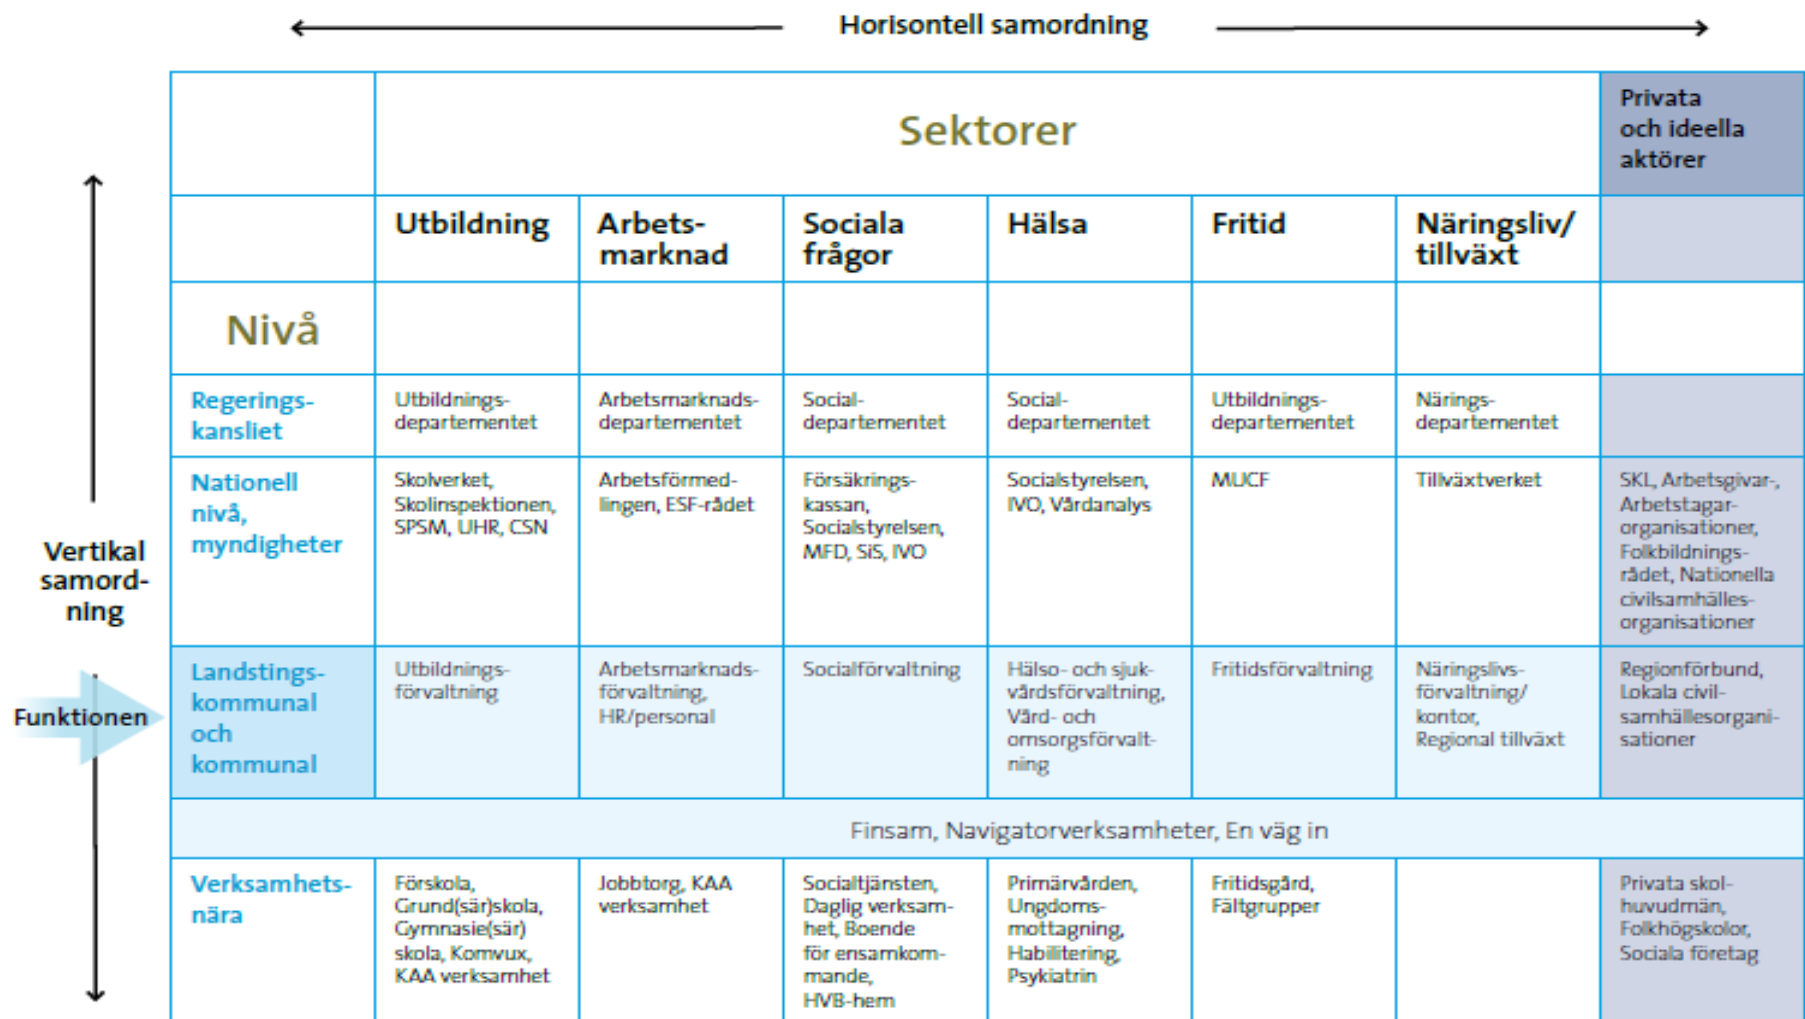 Horisontell samordning
Sektorer
Privata
och ideella
aktörer
Utbildning
Arbets-
marknad
Sociala
frågor
Hälsa
Fritid
Näringsliv/
tillväxt
Nivå
Regerings-
kansliet
Utbildnings-
departementet
Arbetsmarknads-
departementet
Social-
departementet
Social-
departementet
Utbildnings-
departementet
Närings-
departementet
Nationell
nivå,
myndigheter
Skolverket,
Skolinspektionen,
SPSM, UHR, CSN
Arbetsförmed-
lingen, ESF-rådet
Försäkrings-
kassan,
Socialstyrelsen,
MFD, SiS, IVO
Socialstyrelsen,
IVO, Vårdanalys
MUCF
Tillväxtverket
SKL, Arbetsgivar-,
Arbetstagar-
organisationer,
Folkbildnings-
rådet, Nationella
civilsamhälles-
organisationer
Vertikal
samord-
ning
Funktionen
Landstings-
kommunal
och
kommunal
Utbildnings-
förvaltning
Arbetsmarknads-
förvaltning,
HR/personal
Socialförvaltning
Hälso- och sjuk-
vårdsförvaltning,
Vård- och
omsorgsförvalt-
ning
Fritidsförvaltning
Näringslivs-
förvaltning/
kontor,
Regional tillväxt
Regionförbund,
Lokala civil-
samhällesorgani-
sationer
Finsam, Navigatorverksamheter, En väg in
Verksamhets-
nära
Förskola,
Grund(sär)skola,
Gymnasie(sär)
skola, Komvux,
KAA verksamhet
Jobbtorg, KAA
verksamhet
Socialtjänsten,
Daglig verksam-
het, Boende
för ensamkom-
mande,
HVB-hem
Primärvården,
Ungdoms-
mottagning,
Habilitering,
Psykiatrin
Fritidsgård,
Fältgrupper
Privata skol-
huvudmän,
Folkhögskolor,
Sociala företag